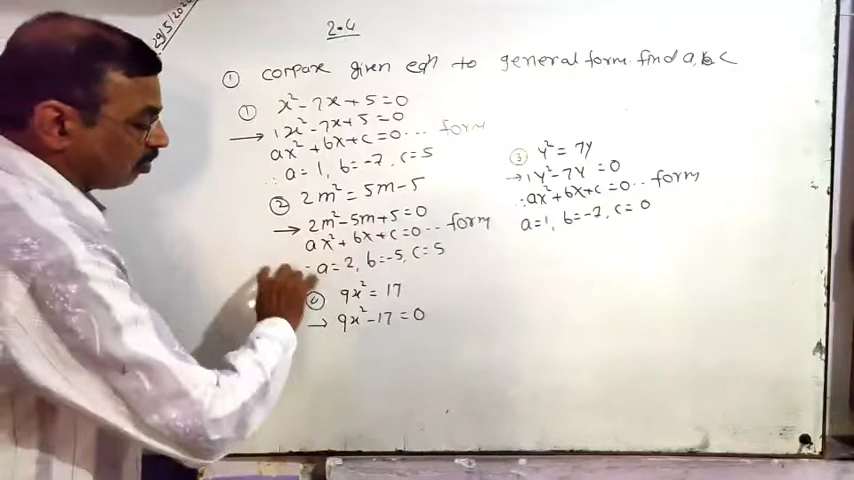 29/5/202
2.4
① compare given eqn to general form find a, b c
① x² - 7x + 5 = 0
→ 1x² - 7x + 5 = 0
ax² + bx + c = 0 ... form
∴ a = 1, b = -7, c = 5
② 2m² = 5m - 5
→ 2m² - 5m + 5 = 0
ax² + bx + c = 0 ... form
∴ a = 2, b = -5, c = 5
③ y² = 7y
→ 1y² - 7y = 0
∴ ax² + bx + c = 0 ... form
a = 1, b = -7, c = 0
④ 9x² = 17
→ 9x² - 17 = 0